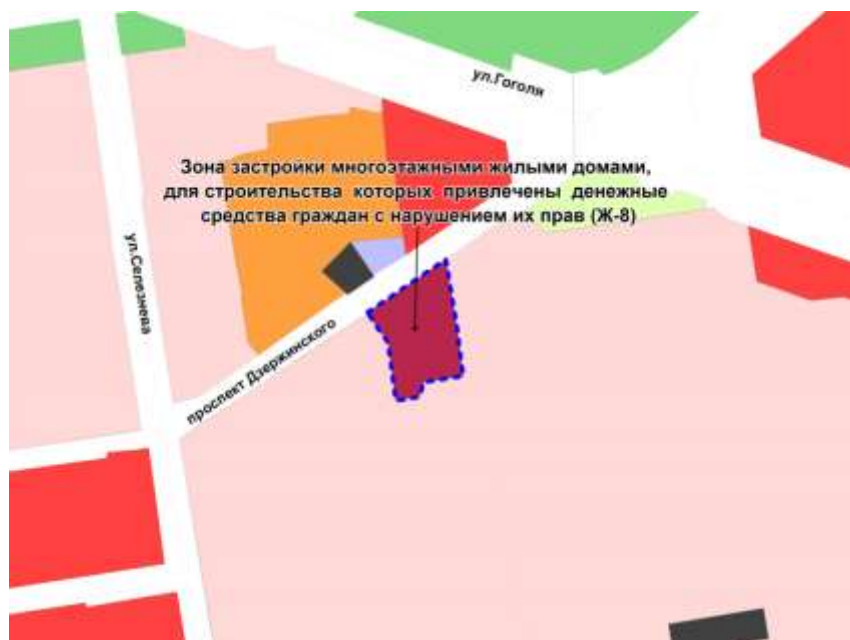 ул.Гоголя
Зона застройки многоэтажными жилыми домами,
для строительства которых привлечены денежные
средства граждан с нарушением их прав (Ж-8)
ул.Селезнева
проспект Дзержинского